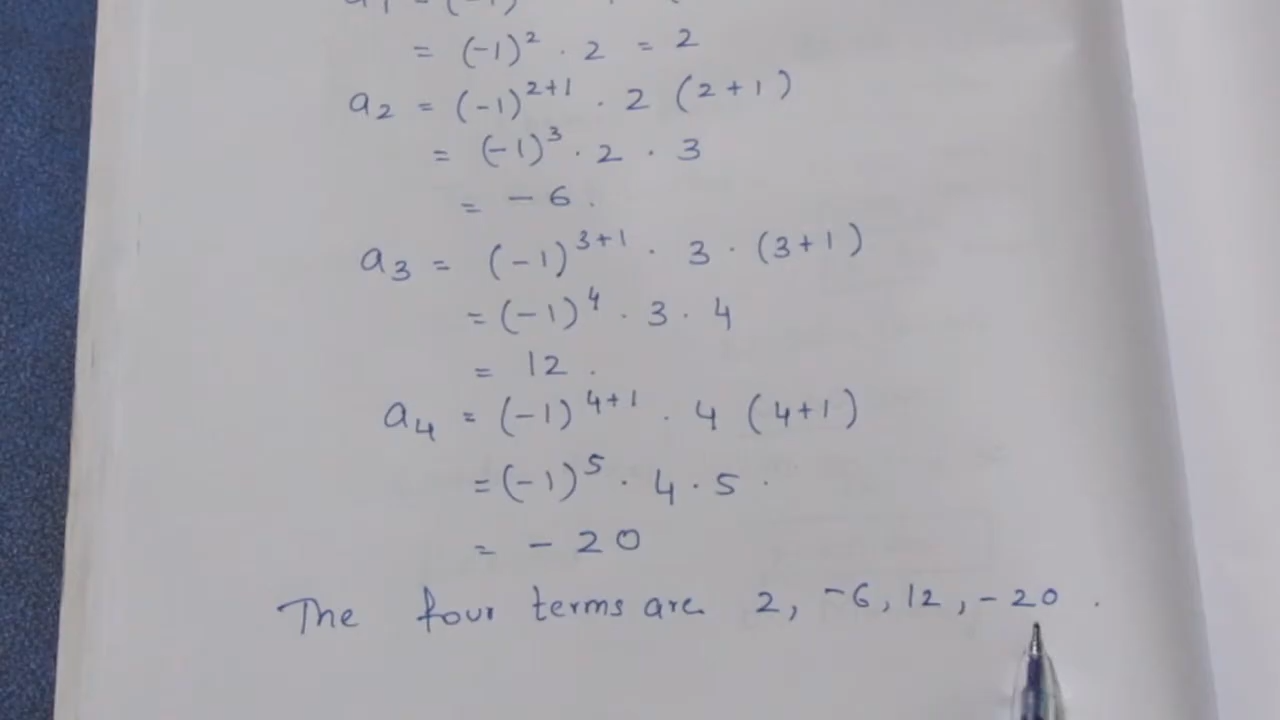 = (-1)² · 2 = 2
a₂ = (-1)²⁺¹ · 2 (2+1)
= (-1)³ · 2 · 3
= -6.
a₃ = (-1)³⁺¹ · 3 · (3+1)
= (-1)⁴ · 3 · 4
= 12.
a₄ = (-1)⁴⁺¹ · 4 (4+1)
= (-1)⁵ · 4 · 5 ·
= -20
The four terms are 2, -6, 12, -20.